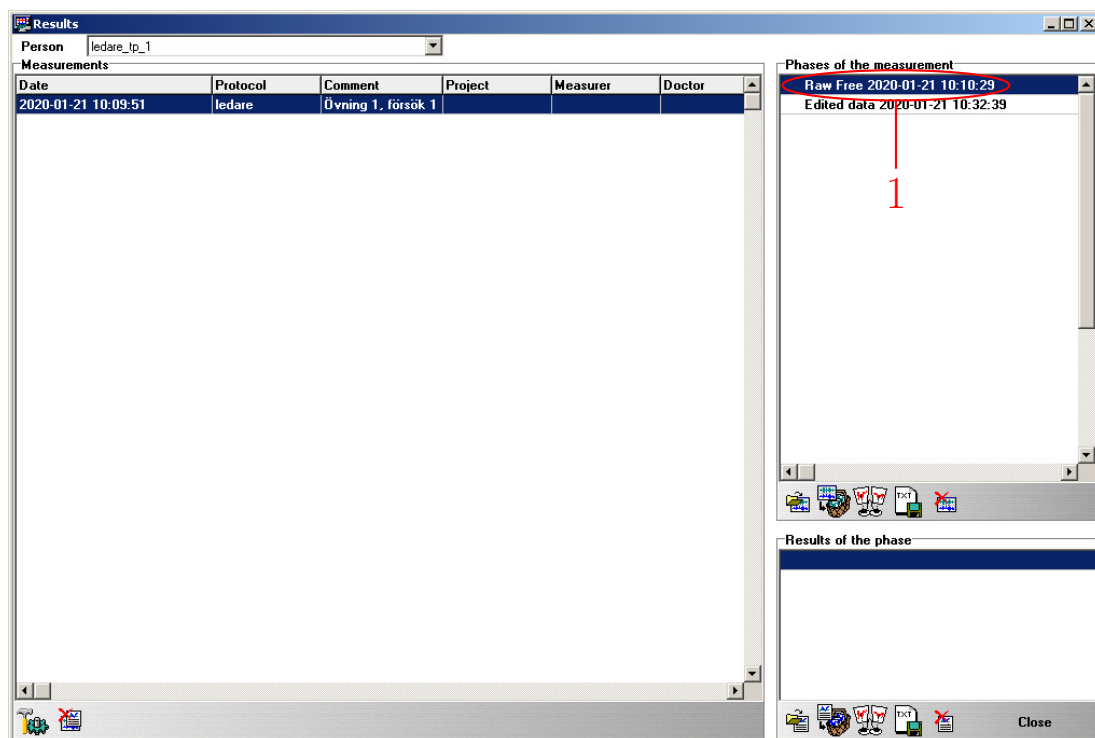 Results
Person ledare_tp_1
Measurements
Date Protocol Comment Project Measurer Doctor
2020-01-21 10:09:51 ledare Övning 1, försök 1
Phases of the measurement
Raw Free 2020-01-21 10:10:29
Edited data 2020-01-21 10:32:39
1
TXT
Results of the phase
TXT
Close